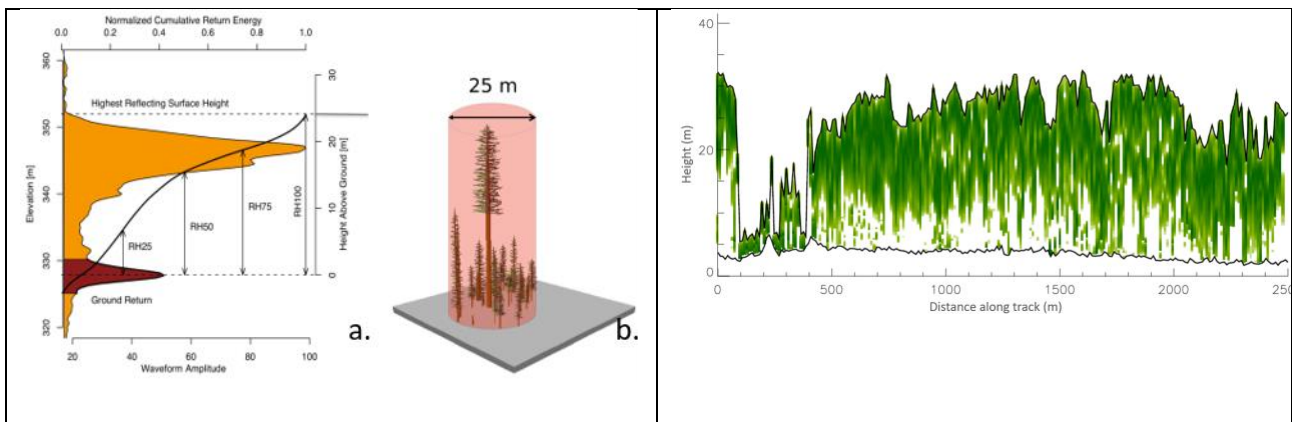 Normalized Cumulative Return Energy
0.0 0.2 0.4 0.6 0.8 1.0
360
350
340
330
320
Elevation [m]
Highest Reflecting Surface Height
30
20
10
0
Height Above Ground [m]
RH25
RH50
RH75
RH100
Ground Return
20 40 60 80 100
Waveform Amplitude
a.
25 m
b.
40
20
0
Height (m)
0 500 1000 1500 2000 250
Distance along track (m)